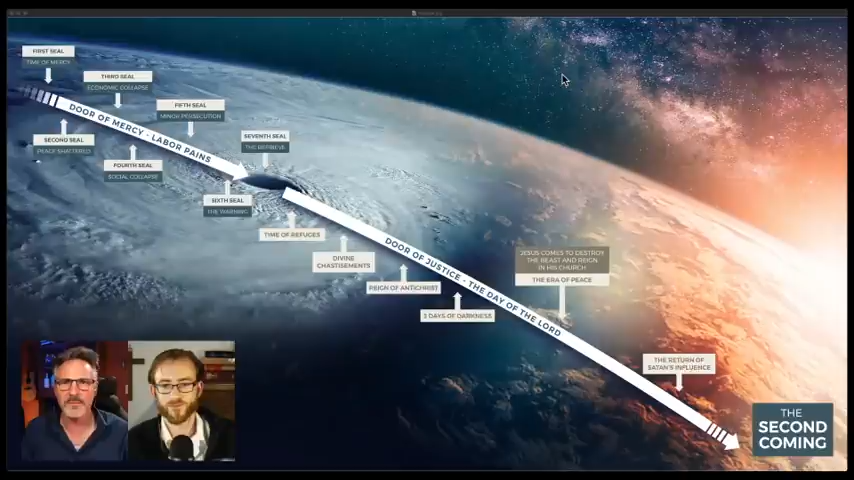 FIRST SEAL
TIME OF MERCY
THIRD SEAL
ECONOMIC COLLAPSE
FIFTH SEAL
MINOR PERSECUTION
SEVENTH SEAL
THE REPRIEVE
DOOR OF MERCY - LABOR PAINS
SECOND SEAL
PEACE SHATTERED
FOURTH SEAL
SOCIAL COLLAPSE
SIXTH SEAL
THE WARNING
TIME OF REFUGES
DIVINE
CHASTISEMENTS
REIGN OF ANTICHRIST
3 DAYS OF DARKNESS
DOOR OF JUSTICE - THE DAY OF THE LORD
JESUS COMES TO DESTROY
THE BEAST AND REIGN
IN HIS CHURCH
THE ERA OF PEACE
THE RETURN OF
SATAN'S INFLUENCE
THE
SECOND
COMING